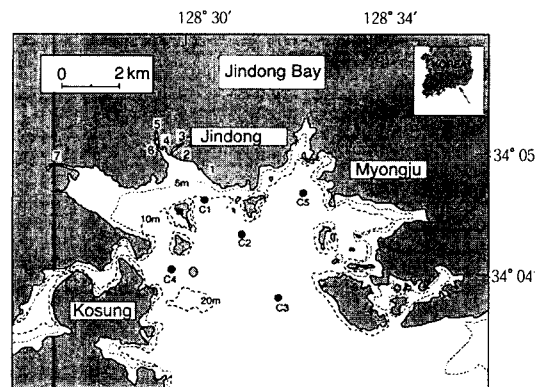 128° 30′ 128° 34′
0 2 km
Jindong Bay
5
4 3 Jindong
6 2
7 1
Myongju
34° 05′
5m
C1 C5
10m
C2
C4
34° 04′
20m
C3
Kosung